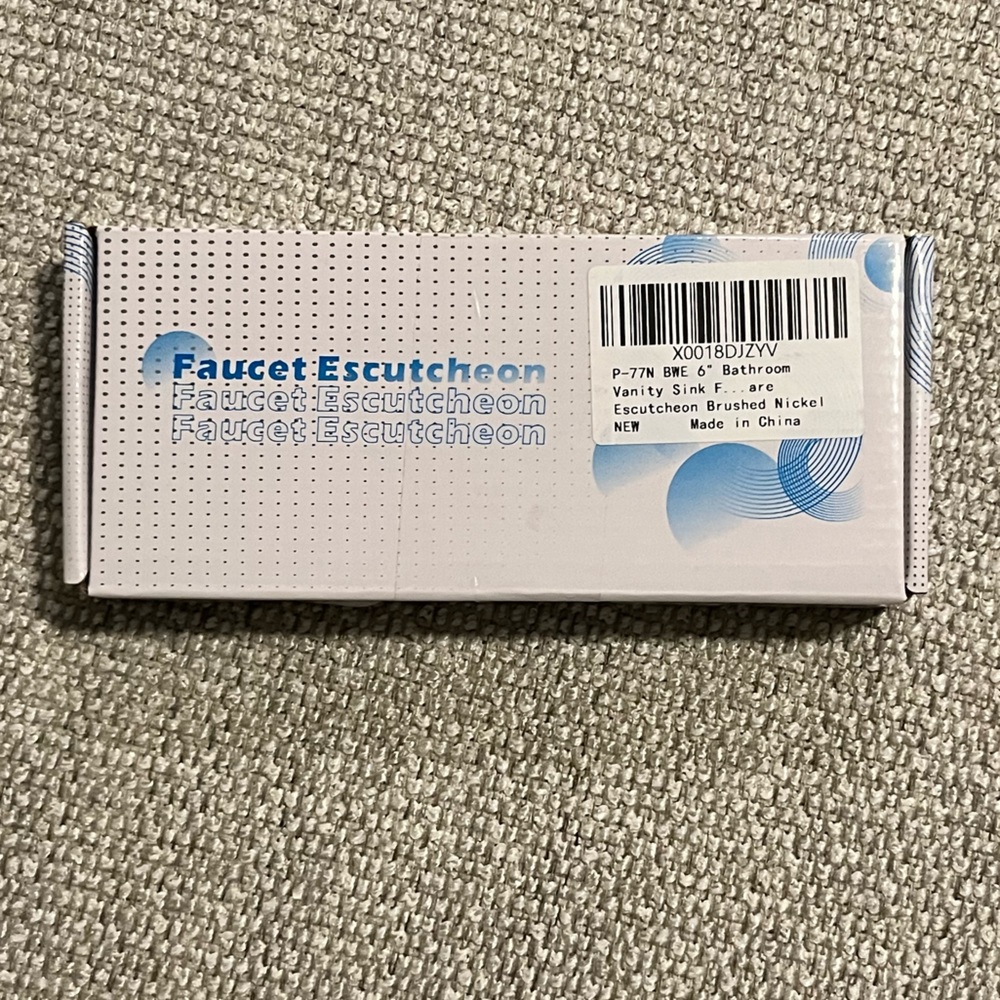 Faucet Escutcheon
Faucet Escutcheon
Faucet Escutcheon
X0018DJZYV
P-77N BWE 6" Bathroom
Vanity Sink F...are
Escutcheon Brushed Nickel
NEW Made in China